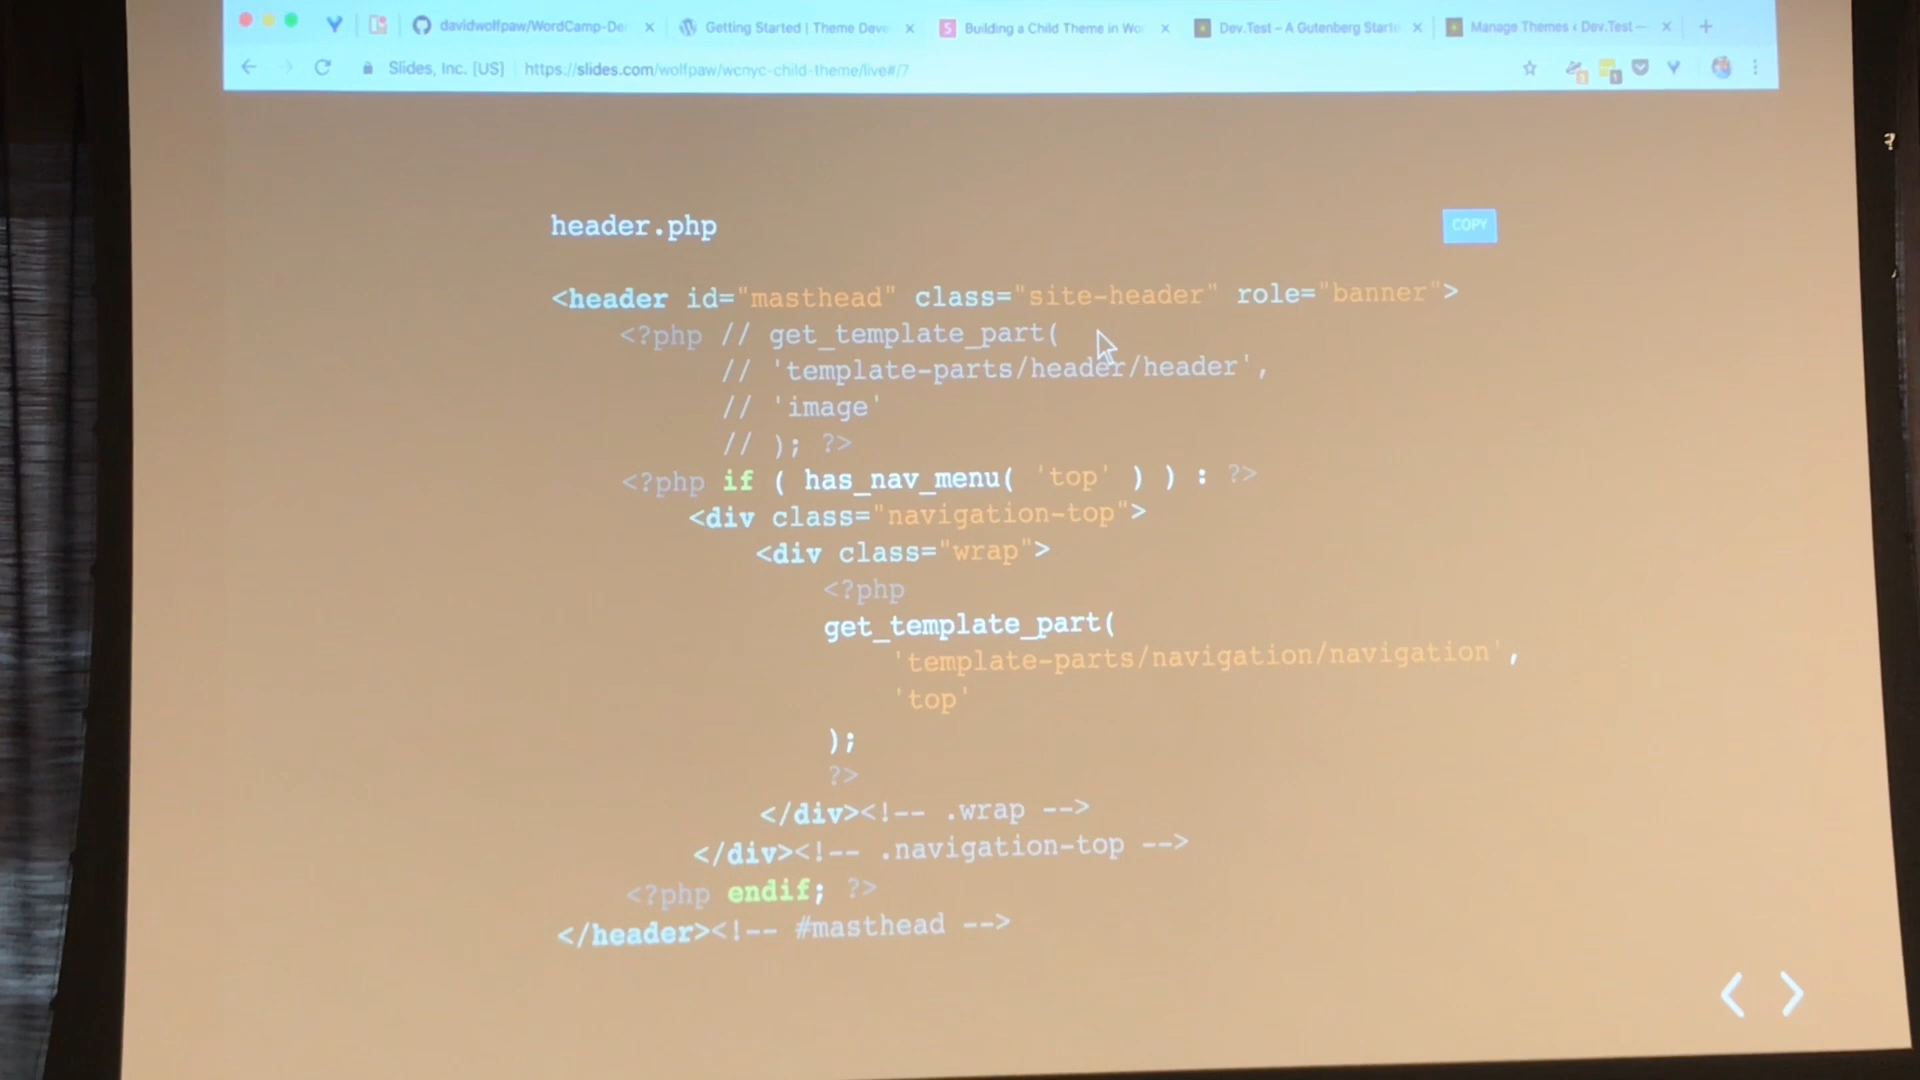 davidwolfpaw/WordCamp-De
Getting Started | Theme Deve
Building a Child Theme in Wo
Dev.Test – A Gutenberg Starte
Manage Themes ‹ Dev.Test —
Slides, Inc. [US] | https://slides.com/wolfpaw/wcnyc-child-theme/live#/7
header.php
COPY
<header id="masthead" class="site-header" role="banner">
<?php // get_template_part(
// 'template-parts/header/header',
// 'image'
// ); ?>
<?php if ( has_nav_menu( 'top' ) ) : ?>
<div class="navigation-top">
<div class="wrap">
<?php
get_template_part(
'template-parts/navigation/navigation',
'top'
);
?>
</div><!-- .wrap -->
</div><!-- .navigation-top -->
<?php endif; ?>
</header><!-- #masthead -->